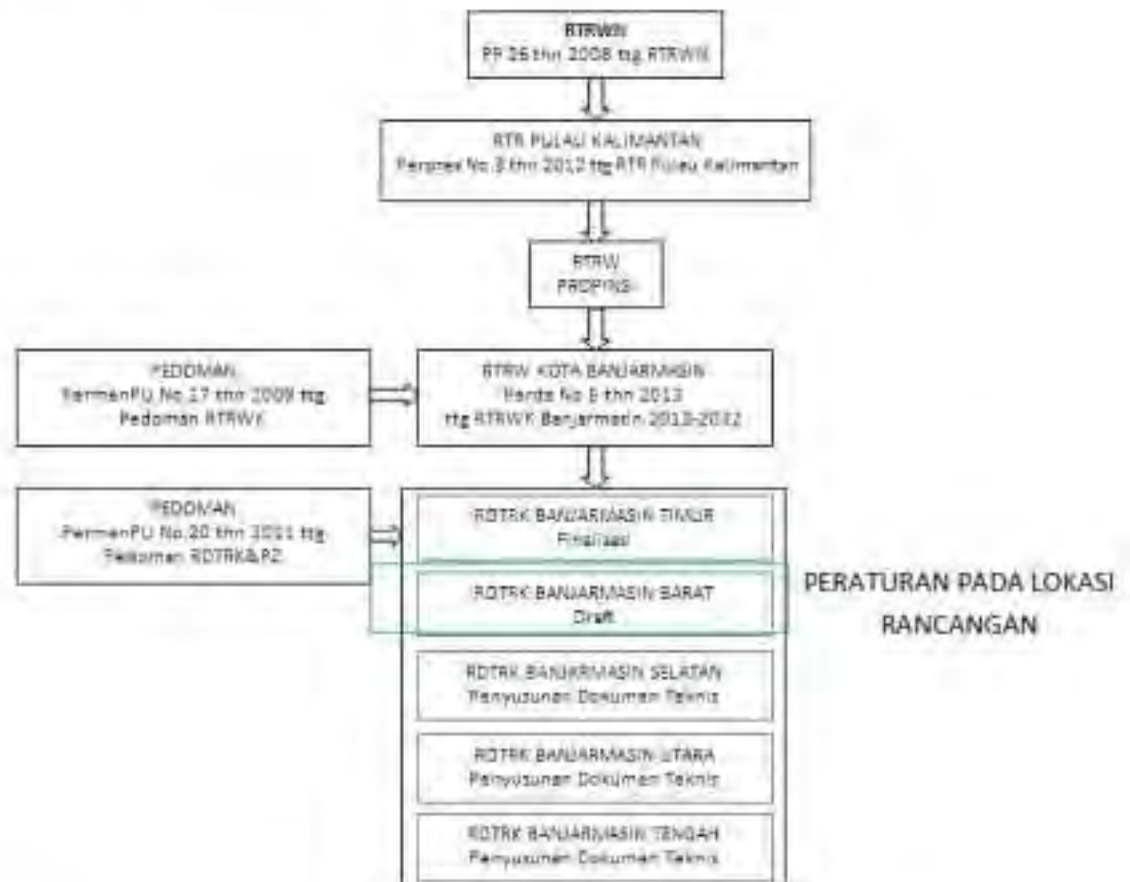 RTRWN
PP 26 thn 2008 ttg RTRWN
RTR PULAU KALIMANTAN
Perpres No.3 thn 2012 ttg RTR Pulau Kalimantan
RTRW
PROPINSI
PEDOMAN
PermenPU No.17 thn 2009 ttg
Pedoman RTRWK
RTRW KOTA BANJARMASIN
Perda No 5 thn 2013
ttg RTRWK Banjarmasin 2013-2032
PEDOMAN
PermenPU No.20 thn 2011 ttg
Pedoman RDTRK&PZ
RDTRK BANJARMASIN TIMUR
Finalisasi
RDTRK BANJARMASIN BARAT
Draft
PERATURAN PADA LOKASI
RANCANGAN
RDTRK BANJARMASIN SELATAN
Penyusunan Dokumen Teknis
RDTRK BANJARMASIN UTARA
Penyusunan Dokumen Teknis
RDTRK BANJARMASIN TENGAH
Penyusunan Dokumen Teknis